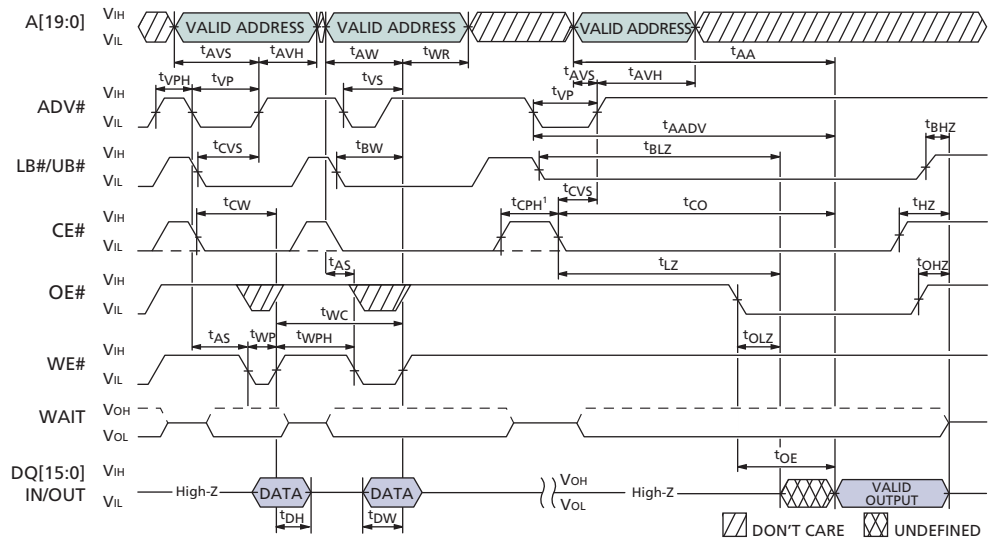 A[19:0] VIH VALID ADDRESS VALID ADDRESS VALID ADDRESS
VIL
tAVS tAVH tAW tWR tAA
tVPH tVP tVS tAVS tAVH
tVP
ADV# VIH
VIL
tAADV
tCVS tBW tBLZ tBHZ
LB#/UB# VIH
VIL
tCVS
tCW tCPH1 tCO tHZ
CE# VIH
VIL
tAS tLZ tOHZ
OE# VIH
VIL
tWC
tAS tWP tWPH tOLZ
WE# VIH
VIL
WAIT VOH
VOL
tOE
DQ[15:0] VIH
IN/OUT VIL
High-Z DATA DATA VOH
VOL High-Z VALID
OUTPUT
tDH tDW
DON'T CARE UNDEFINED